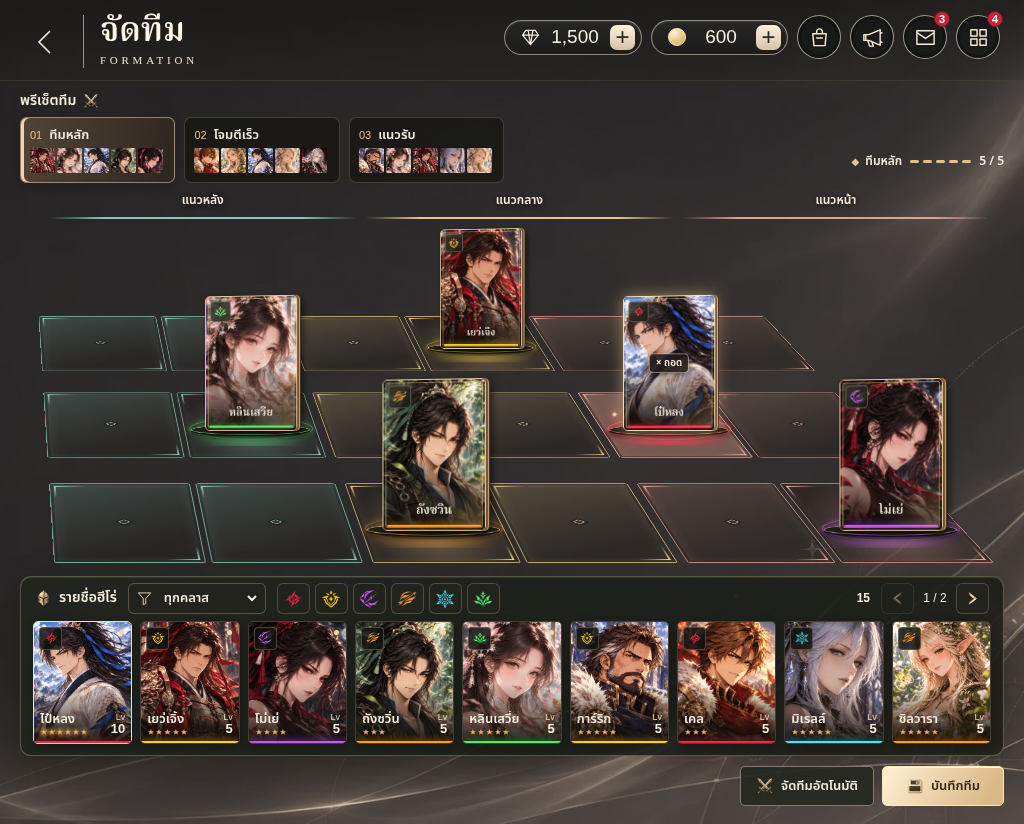 จัดทีม
FORMATION
1,500
600
3
4
พรีเซ็ตทีม
01 ทีมหลัก
02 โจมตีเร็ว
03 แนวรับ
ทีมหลัก 5 / 5
แนวหลัง
แนวกลาง
แนวหน้า
เยว่เจิ้ง
หลินเสวี่ย
× ถอด
ไป๋หลง
ถังซวิน
โม่เย่
รายชื่อฮีโร่
ทุกคลาส
15
1 / 2
ไป๋หลง Lv 10
เยว่เจิ้ง Lv 5
โม่เย่ Lv 5
ถังซวิ่น Lv 5
หลินเสวี่ย Lv 5
การ์ริก Lv 5
เคล Lv 5
มิเรลล์ Lv 5
ซิลวารา Lv 5
จัดทีมอัตโนมัติ
บันทึกทีม